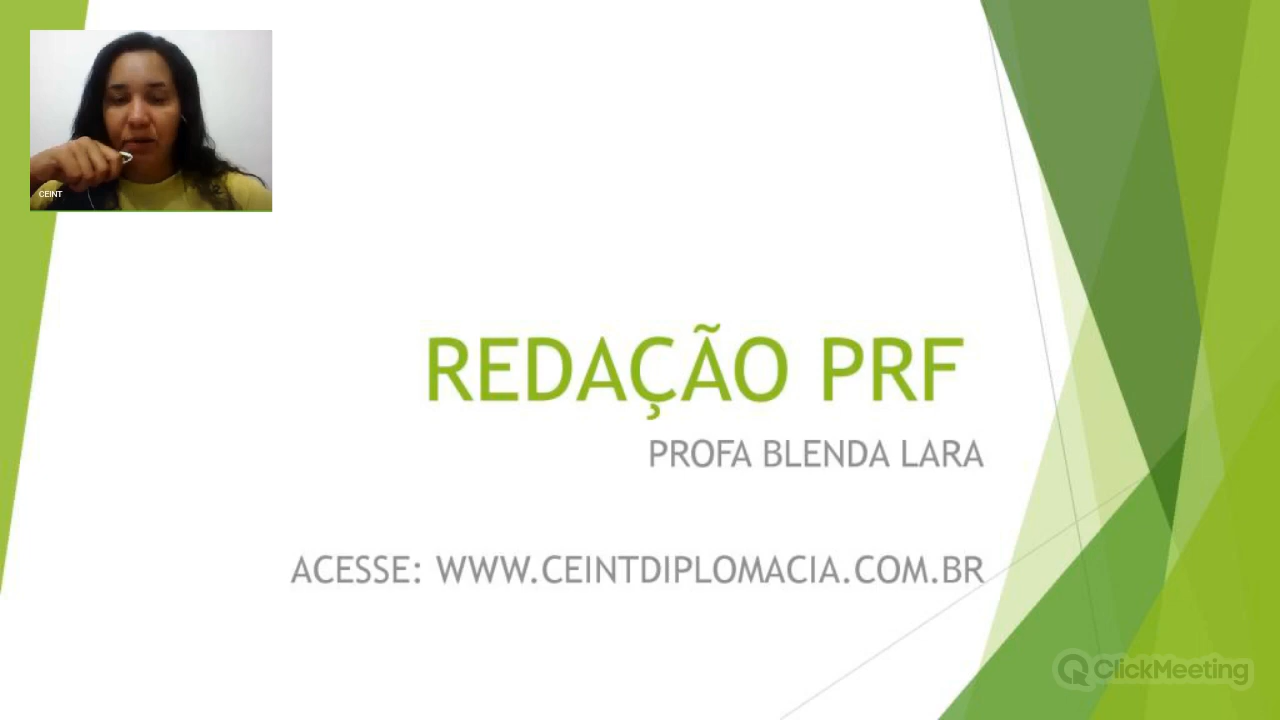 CEINT
REDAÇÃO PRF
PROFA BLENDA LARA
ACESSE: WWW.CEINTDIPLOMACIA.COM.BR
ClickMeeting